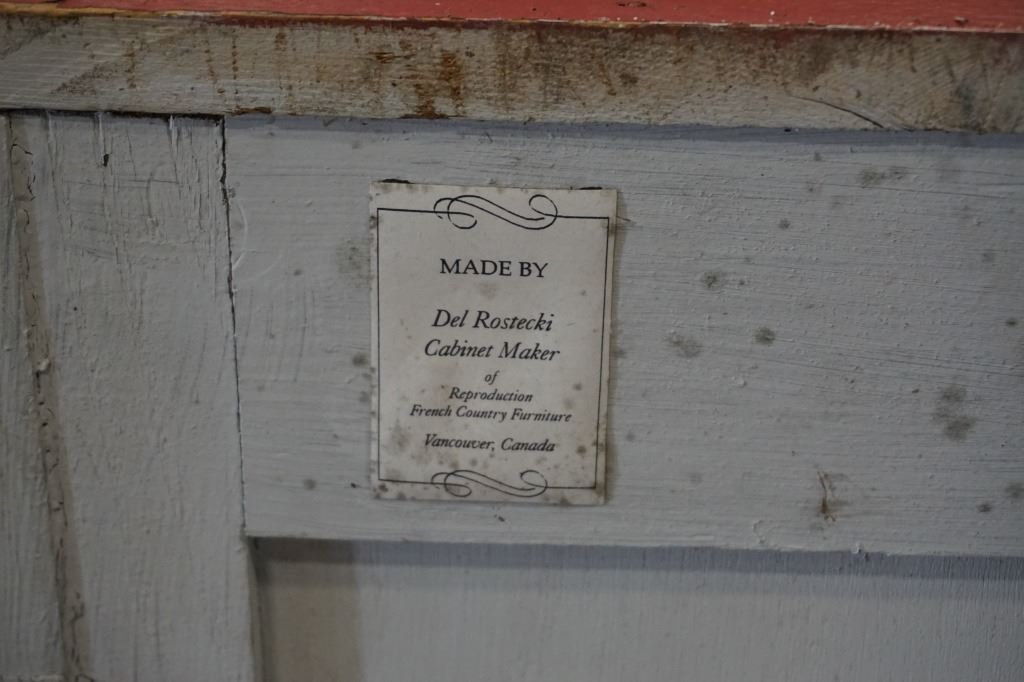 MADE BY
Del Rostecki
Cabinet Maker
of
Reproduction
French Country Furniture
Vancouver, Canada